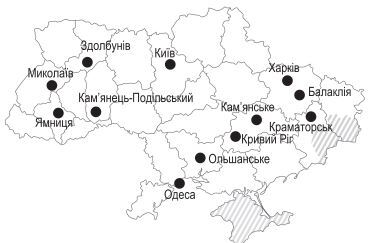 Здолбунів
Київ
Харків
Миколаїв
Балаклія
Кам'янець-Подільський
Кам'янське
Ямниця
Краматорськ
Кривий Ріг
Ольшанське
Одеса